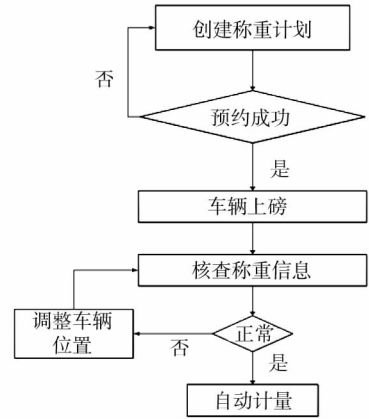 创建称重计划
否
预约成功
是
车辆上磅
核查称重信息
调整车辆
位置
正常
否
是
自动计量